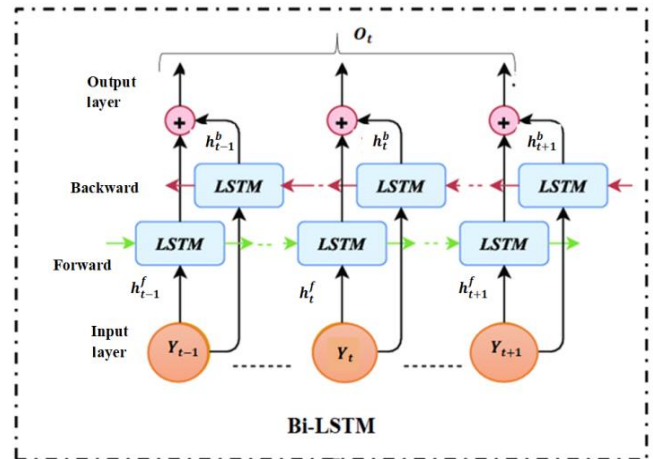 O_t
Output layer
+ + +
h^b_{t-1} h^b_t h^b_{t+1}
Backward LSTM LSTM LSTM
LSTM LSTM LSTM
Forward
h^f_{t-1} h^f_t h^f_{t+1}
Input layer
Y_{t-1} Y_t Y_{t+1}
Bi-LSTM